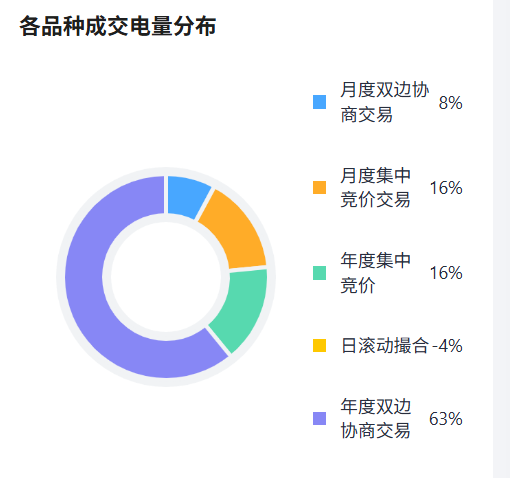 各品种成交电量分布
月度双边协
商交易 8%
月度集中
竞价交易 16%
年度集中
竞价 16%
日滚动撮合 -4%
年度双边
协商交易 63%